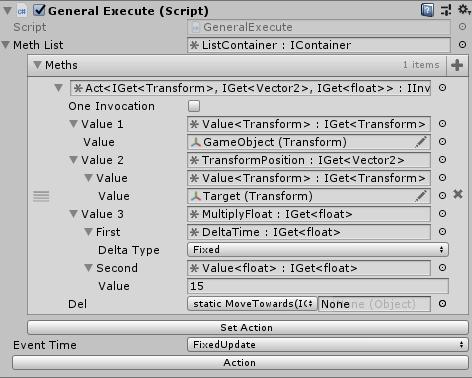 General Execute (Script)
Script GeneralExecute
Meth List ListContainer : IContainer
Meths 1 items
Act<IGet<Transform>, IGet<Vector2>, IGet<float>> : IInv
One Invocation
Value 1 Value<Transform> : IGet<Transform>
Value GameObject (Transform)
Value 2 TransformPosition : IGet<Vector2>
Value Value<Transform> : IGet<Transform>
Value Target (Transform)
Value 3 MultiplyFloat : IGet<float>
First DeltaTime : IGet<float>
Delta Type Fixed
Second Value<float> : IGet<float>
Value 15
Del static MoveTowards(I None (Object)
Set Action
Event Time FixedUpdate
Action